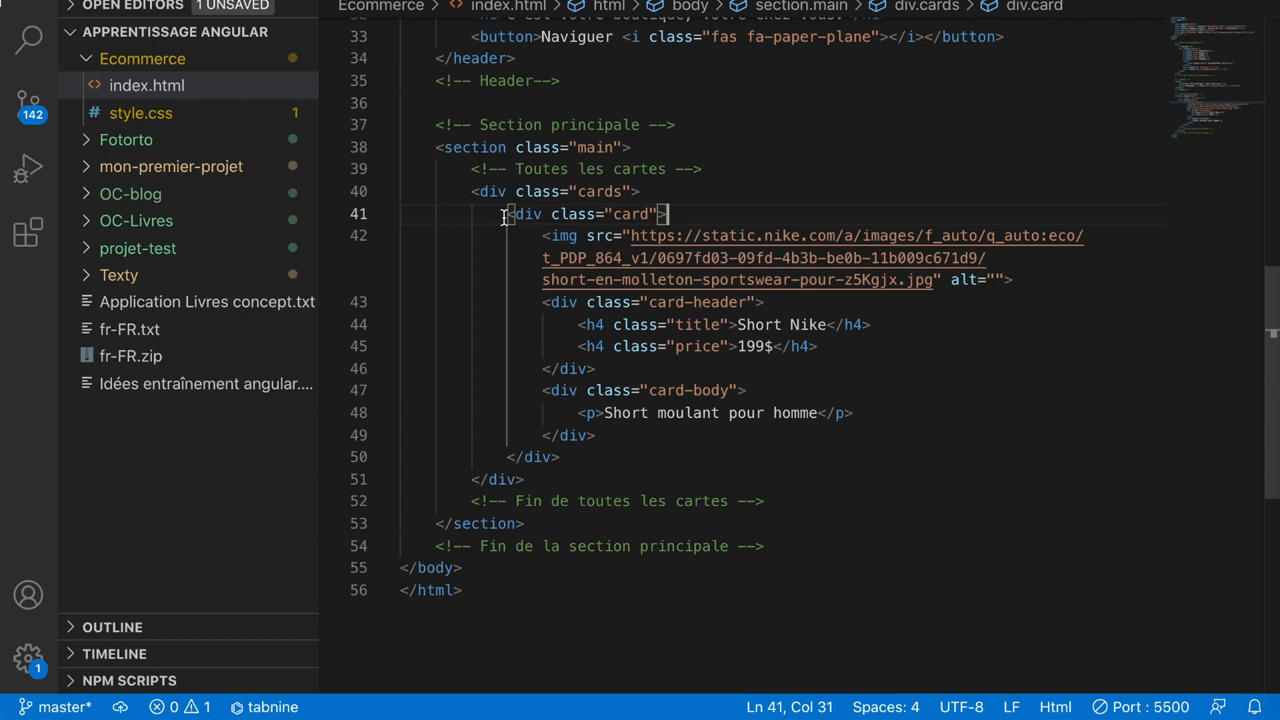 OPEN EDITORS 1 UNSAVED
APPRENTISSAGE ANGULAR
Ecommerce
index.html
style.css 1
Fotorto
mon-premier-projet
OC-blog
OC-Livres
projet-test
Texty
Application Livres concept.txt
fr-FR.txt
fr-FR.zip
Idées entraînement angular....
OUTLINE
TIMELINE
NPM SCRIPTS
142
1
Ecommerce > index.html > html > body > section.main > div.cards > div.card
33 <button>Naviguer <i class="fas fa-paper-plane"></i></button>
34 </header>
35 <!-- Header-->
36
37 <!-- Section principale -->
38 <section class="main">
39 <!-- Toutes les cartes -->
40 <div class="cards">
41 <div class="card">
42 <img src="https://static.nike.com/a/images/f_auto/q_auto:eco/
t_PDP_864_v1/0697fd03-09fd-4b3b-be0b-11b009c671d9/
short-en-molleton-sportswear-pour-z5Kgjx.jpg" alt="">
43 <div class="card-header">
44 <h4 class="title">Short Nike</h4>
45 <h4 class="price">199$</h4>
46 </div>
47 <div class="card-body">
48 <p>Short moulant pour homme</p>
49 </div>
50 </div>
51 </div>
52 <!-- Fin de toutes les cartes -->
53 </section>
54 <!-- Fin de la section principale -->
55 </body>
56 </html>
master* 0 1 tabnine Ln 41, Col 31 Spaces: 4 UTF-8 LF Html Port : 5500